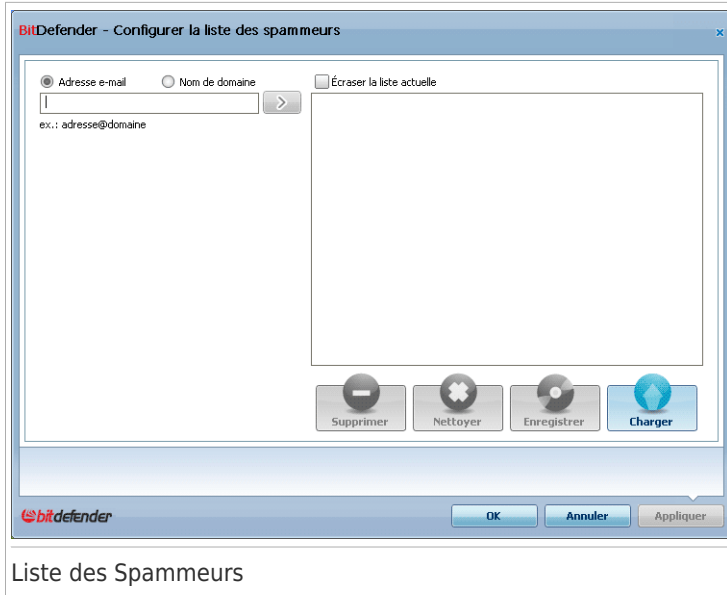 BitDefender - Configurer la liste des spammeurs
x
Adresse e-mail
Nom de domaine
Écraser la liste actuelle
ex.: adresse@domaine
Supprimer
Nettoyer
Enregistrer
Charger
bitdefender
OK
Annuler
Appliquer
Liste des Spammeurs